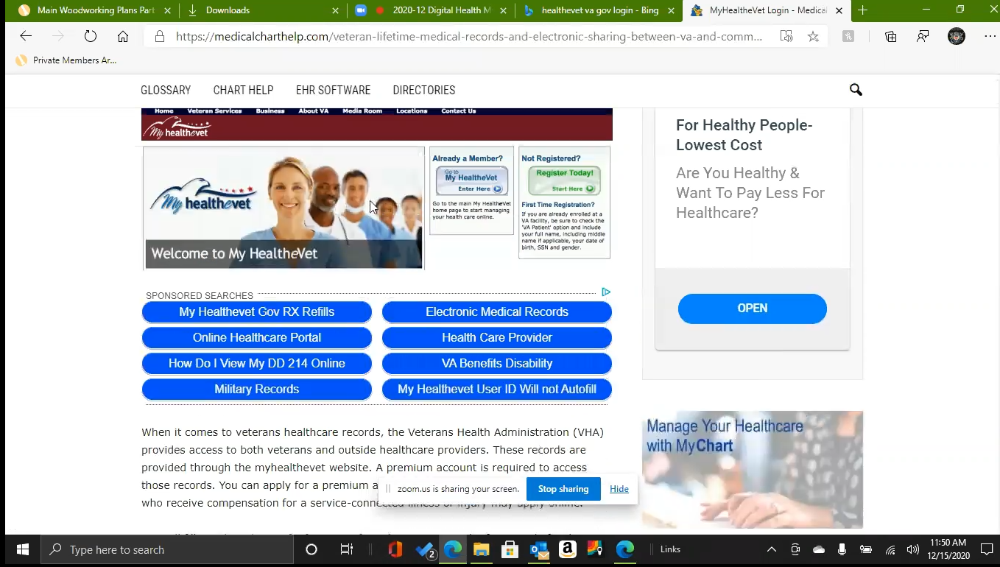 Main Woodworking Plans Part
Downloads
2020-12 Digital Health M
healthevet va gov login - Bing
MyHealtheVet Login - Medical
https://medicalcharthelp.com/veteran-lifetime-medical-records-and-electronic-sharing-between-va-and-comm...
Private Members Ar...
GLOSSARY
CHART HELP
EHR SOFTWARE
DIRECTORIES
Home
Veteran Services
Business
About VA
Media Room
Locations
Contact Us
My healthevet
My healthevet
Welcome to My HealtheVet
Already a Member?
Go to
My HealtheVet
Enter Here
Go to the main My HealtheVet
home page to start managing
your health care online.
Not Registered?
Register Today!
Start Here
First Time Registration?
If you are already enrolled at a
VA facility, be sure to check the
'VA Patient' option and include
your full name, including middle
name if applicable, your date of
birth, SSN and gender.
For Healthy People-
Lowest Cost
Are You Healthy &
Want To Pay Less For
Healthcare?
OPEN
SPONSORED SEARCHES
My Healthevet Gov RX Refills
Electronic Medical Records
Online Healthcare Portal
Health Care Provider
How Do I View My DD 214 Online
VA Benefits Disability
Military Records
My Healthevet User ID Will not Autofill
When it comes to veterans healthcare records, the Veterans Health Administration (VHA)
provides access to both veterans and outside healthcare providers. These records are
provided through the myhealthevet website. A premium account is required to access
those records. You can apply for a premium a
who receive compensation for a service-connected illness or injury may apply online.
Manage Your Healthcare
with MyChart
zoom.us is sharing your screen.
Stop sharing
Hide
Type here to search
2
Links
11:50 AM
12/15/2020